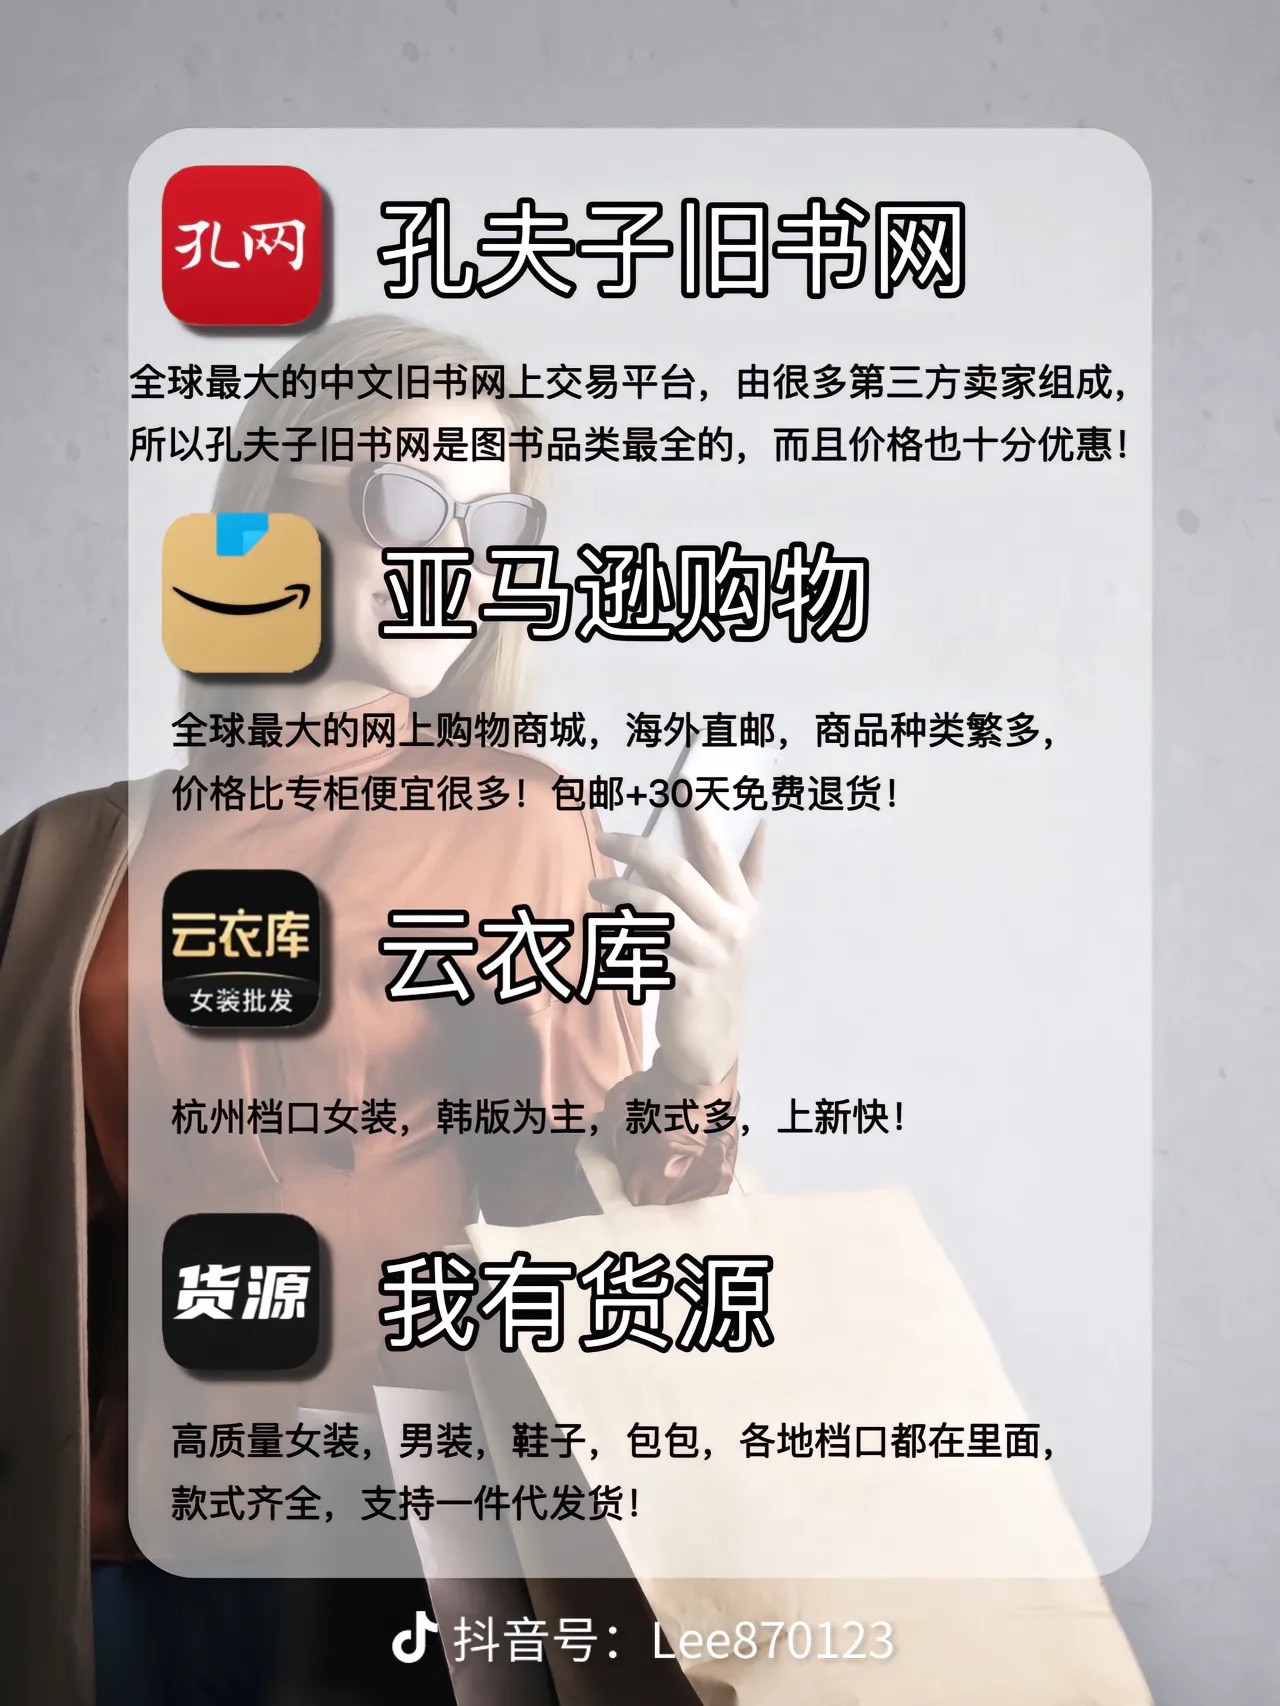 孔网
孔夫子旧书网
全球最大的中文旧书网上交易平台，由很多第三方卖家组成，
所以孔夫子旧书网是图书品类最全的，而且价格也十分优惠！
亚马逊购物
全球最大的网上购物商城，海外直邮，商品种类繁多，
价格比专柜便宜很多！包邮+30天免费退货！
云衣库
女装批发
云衣库
杭州档口女装，韩版为主，款式多，上新快！
货源
我有货源
高质量女装，男装，鞋子，包包，各地档口都在里面，
款式齐全，支持一件代发货！
抖音号：Lee870123